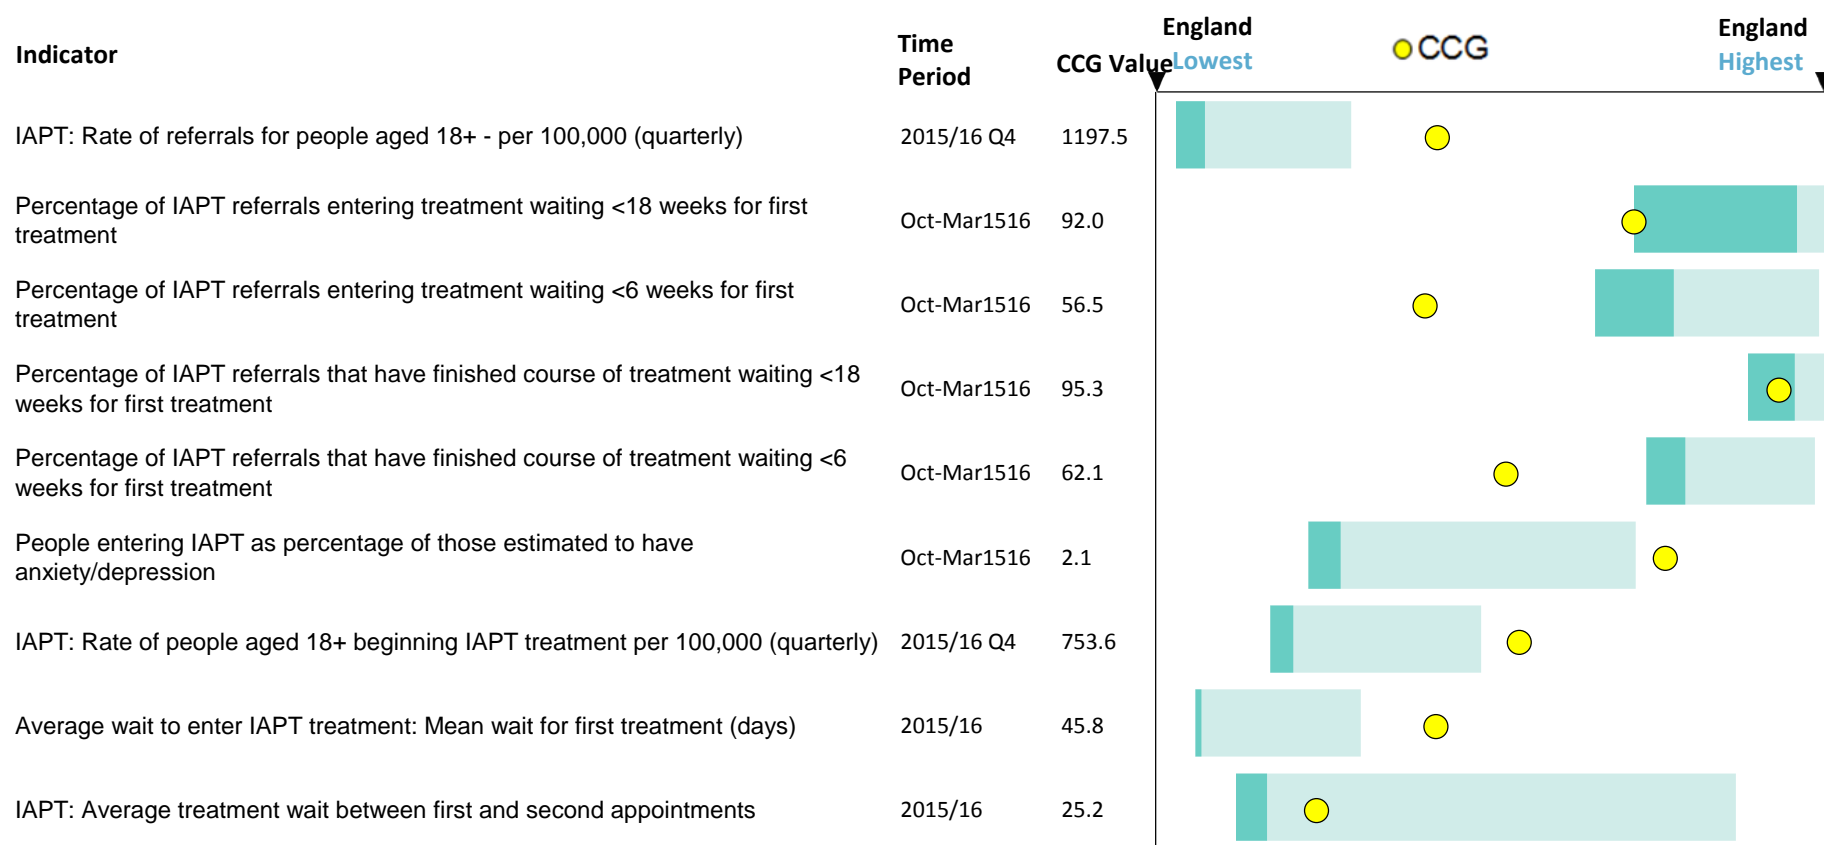 Indicator
Time
Period
CCG Value
England
Lowest
CCG
England
Highest
IAPT: Rate of referrals for people aged 18+ - per 100,000 (quarterly) 2015/16 Q4 1197.5
Percentage of IAPT referrals entering treatment waiting <18 weeks for first
treatment
Oct-Mar1516 92.0
Percentage of IAPT referrals entering treatment waiting <6 weeks for first
treatment
Oct-Mar1516 56.5
Percentage of IAPT referrals that have finished course of treatment waiting <18
weeks for first treatment
Oct-Mar1516 95.3
Percentage of IAPT referrals that have finished course of treatment waiting <6
weeks for first treatment
Oct-Mar1516 62.1
People entering IAPT as percentage of those estimated to have
anxiety/depression
Oct-Mar1516 2.1
IAPT: Rate of people aged 18+ beginning IAPT treatment per 100,000 (quarterly) 2015/16 Q4 753.6
Average wait to enter IAPT treatment: Mean wait for first treatment (days) 2015/16 45.8
IAPT: Average treatment wait between first and second appointments 2015/16 25.2